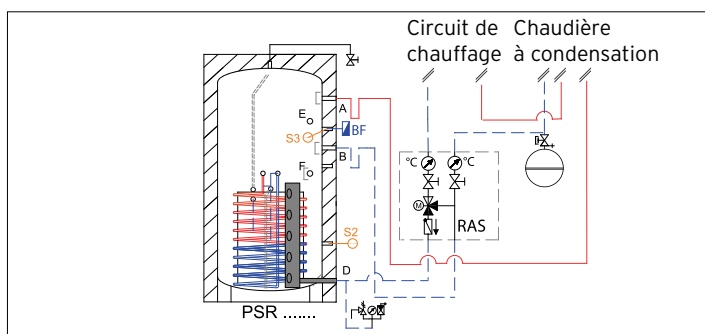 Circuit de
chauffage
Chaudière
à condensation
A
E
S3
BF
B
F
°C
°C
M
RAS
S2
D
PSR ......